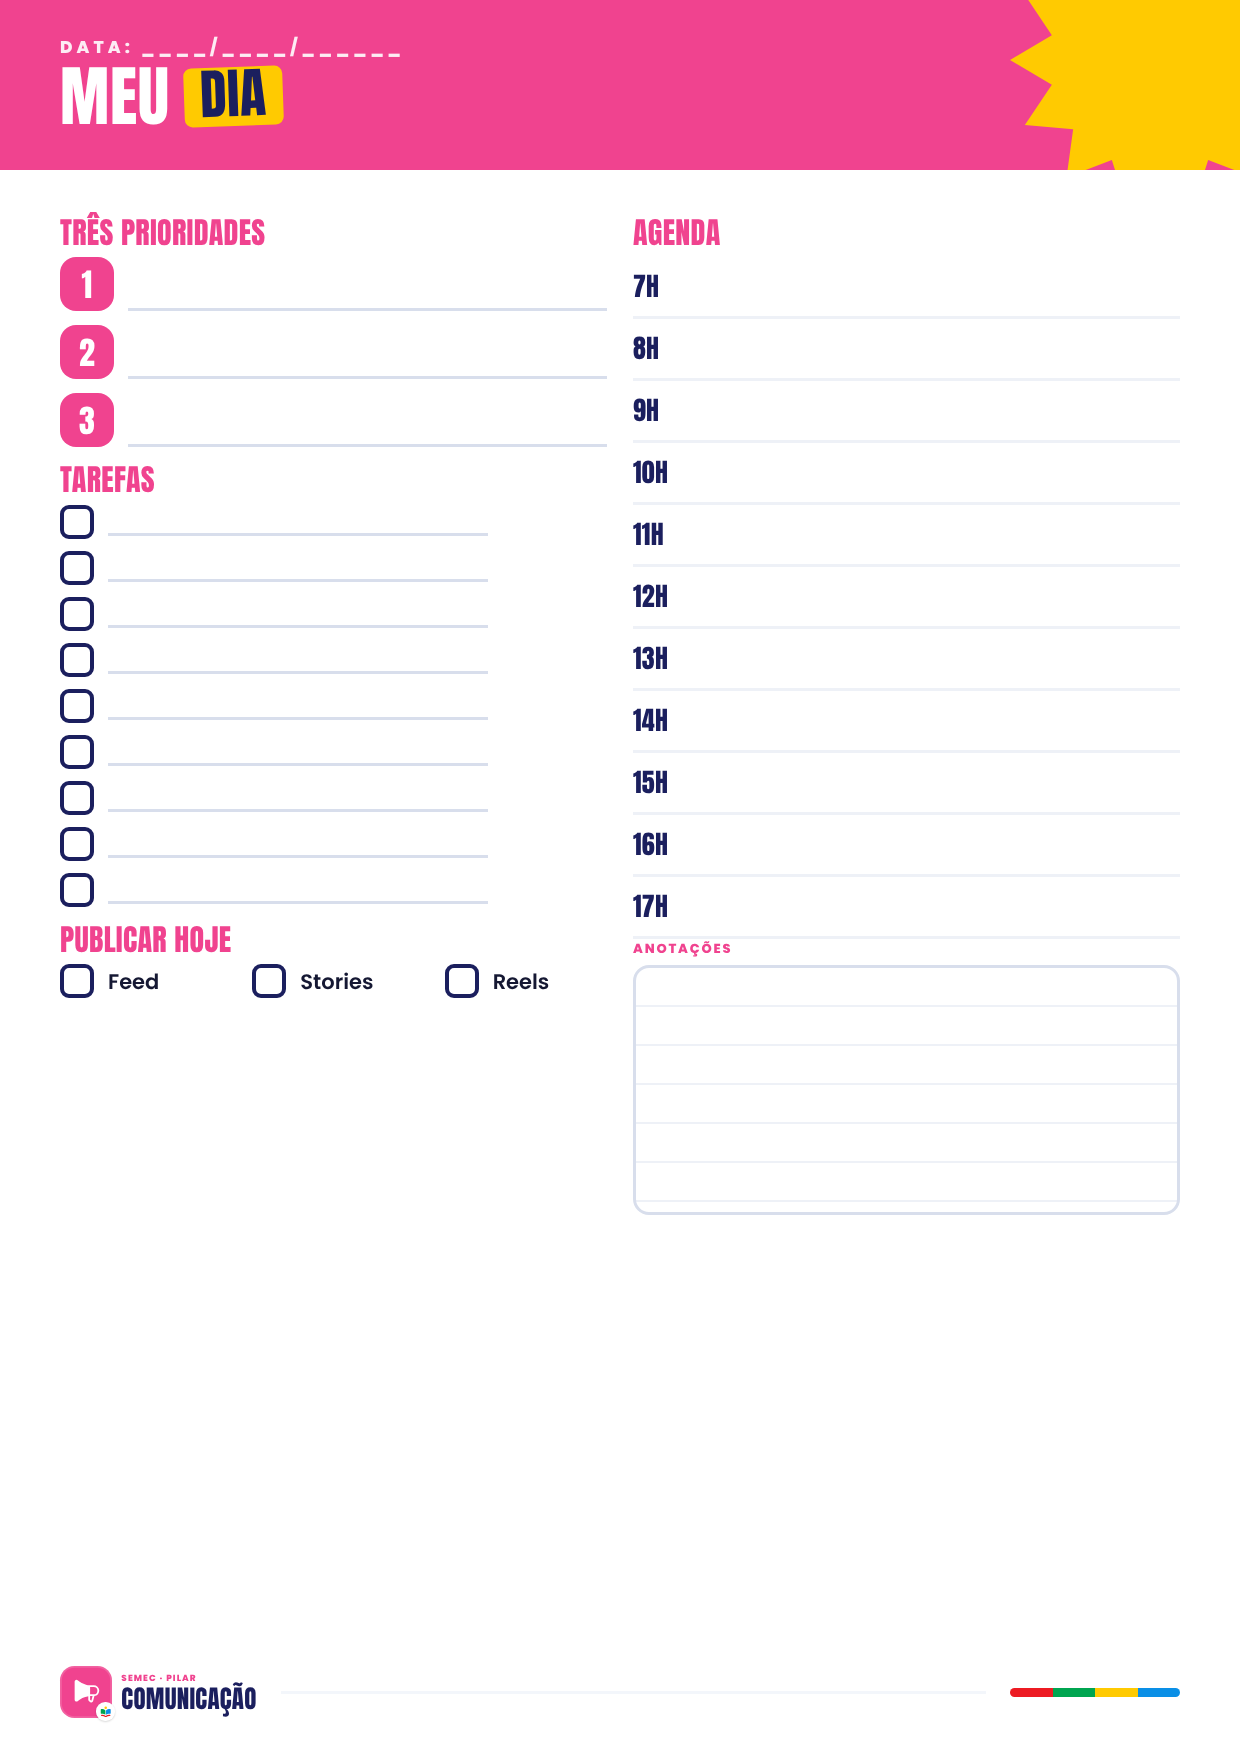 DATA: ____/____/______
MEU DIA
TRÊS PRIORIDADES
1
2
3
TAREFAS
PUBLICAR HOJE
Feed
Stories
Reels
AGENDA
7H
8H
9H
10H
11H
12H
13H
14H
15H
16H
17H
ANOTAÇÕES
SEMEC · PILAR
COMUNICAÇÃO